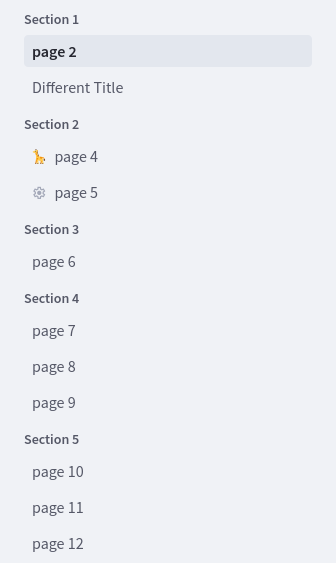 Section 1
page 2
Different Title
Section 2
page 4
page 5
Section 3
page 6
Section 4
page 7
page 8
page 9
Section 5
page 10
page 11
page 12